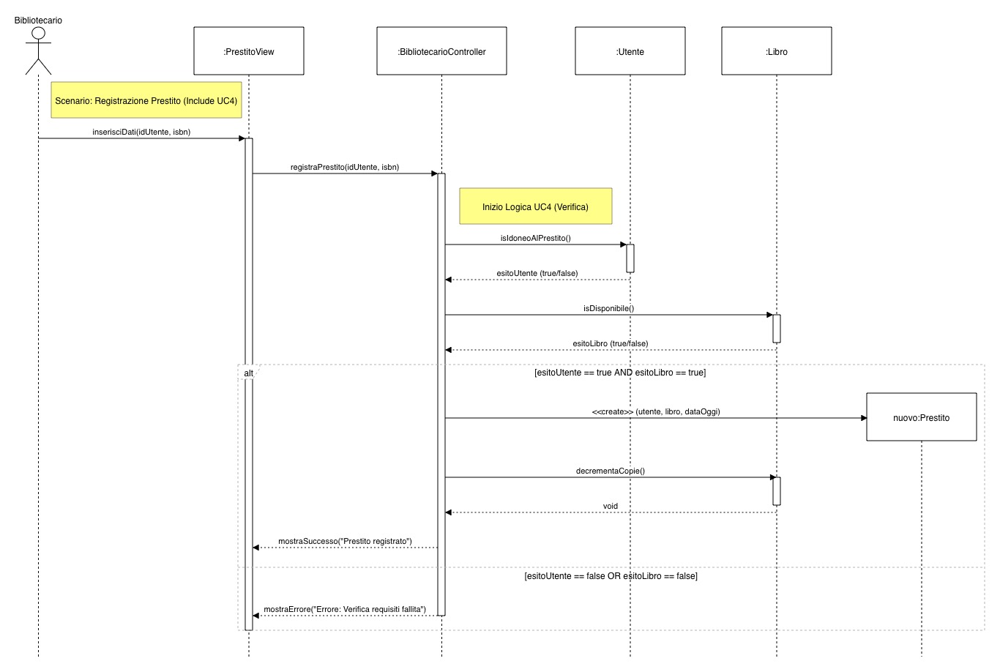 Bibliotecario
:PrestitoView
:BibliotecarioController
:Utente
:Libro
Scenario: Registrazione Prestito (Include UC4)
inserisciDati(idUtente, isbn)
registraPrestito(idUtente, isbn)
Inizio Logica UC4 (Verifica)
isIdoneoAlPrestito()
esitoUtente (true/false)
isDisponibile()
esitoLibro (true/false)
alt
[esitoUtente == true AND esitoLibro == true]
<<create>> (utente, libro, dataOggi)
nuovo:Prestito
decrementaCopie()
void
mostraSuccesso("Prestito registrato")
[esitoUtente == false OR esitoLibro == false]
mostraErrore("Errore: Verifica requisiti fallita")